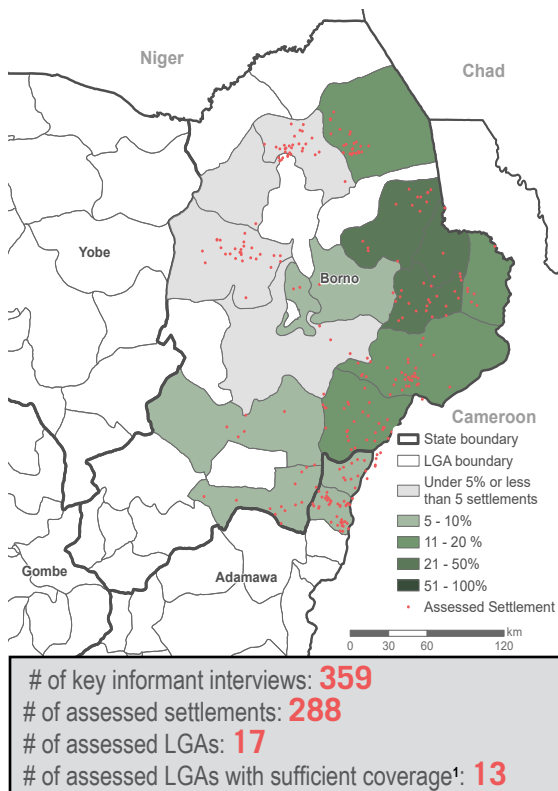 Niger
Chad
Yobe
Borno
Cameroon
State boundary
LGA boundary
Under 5% or less
than 5 settlements
5 - 10%
11 - 20 %
21 - 50%
51 - 100%
Assessed Settlement
Gombe
Adamawa
km
0 30 60 120
# of key informant interviews: 359
# of assessed settlements: 288
# of assessed LGAs: 17
# of assessed LGAs with sufficient coverage¹: 13